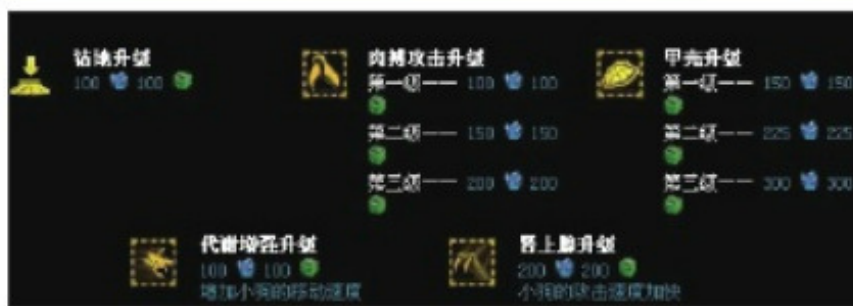 钻地升级
100 100
肉搏攻击升级
第一级—— 100 100
第二级—— 150 150
第三级—— 200 200
甲壳升级
第一级—— 150 150
第二级—— 225 225
第三级—— 300 300
代谢增强升级
100 100
增加小狗的移动速度
肾上腺升级
200 200
小狗的攻击速度加快